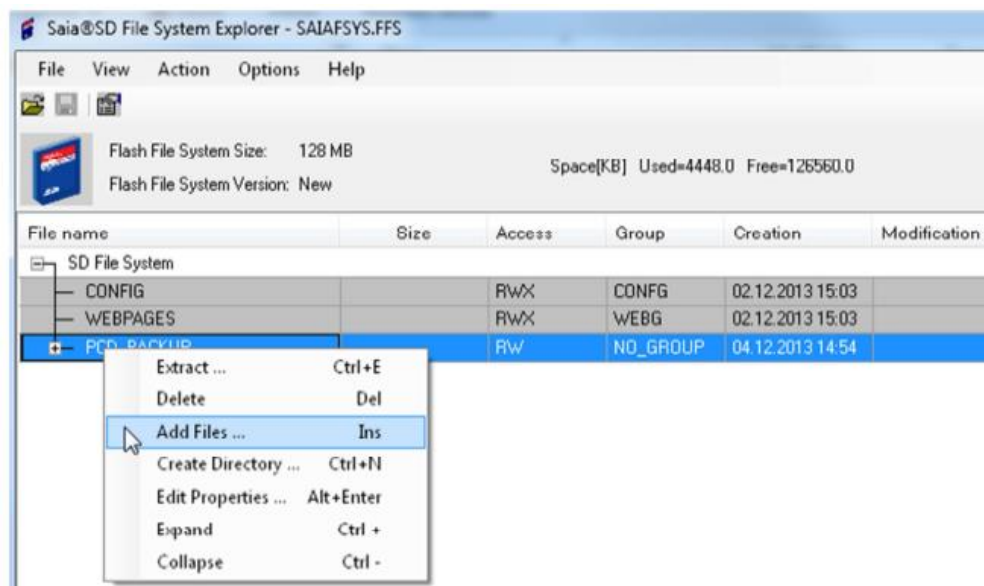 Saia®SD File System Explorer - SAIAFSYS.FFS
File View Action Options Help
Flash File System Size: 128 MB
Space[KB] Used=4448.0 Free=126560.0
Flash File System Version: New
File name Size Access Group Creation Modification
SD File System
CONFIG RWX CONFG 02.12.2013 15:03
WEBPAGES RWX WEBG 02.12.2013 15:03
PCD_BACKUP RW NO_GROUP 04.12.2013 14:54
Extract ... Ctrl+E
Delete Del
Add Files ... Ins
Create Directory ... Ctrl+N
Edit Properties ... Alt+Enter
Expand Ctrl +
Collapse Ctrl -